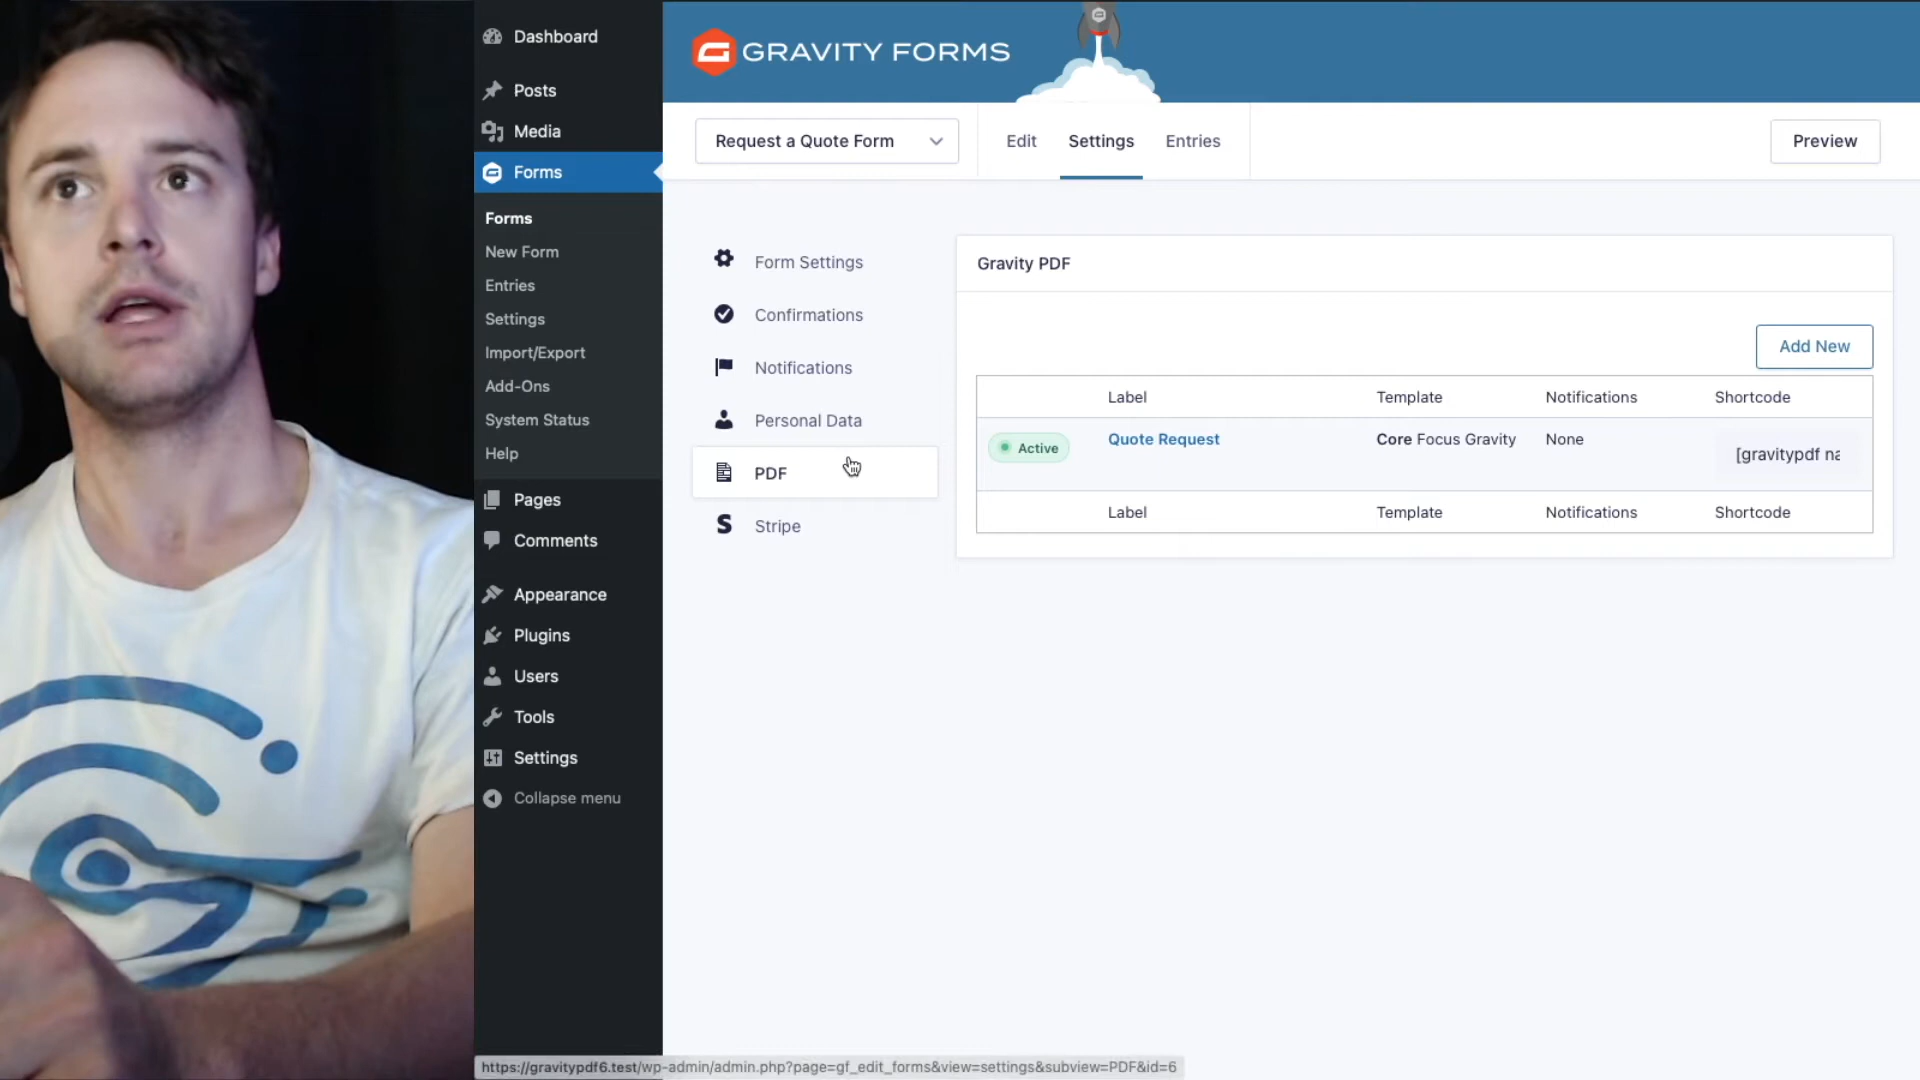 Dashboard
Posts
Media
Forms
Forms
New Form
Entries
Settings
Import/Export
Add-Ons
System Status
Help
Pages
Comments
Appearance
Plugins
Users
Tools
Settings
Collapse menu
GRAVITY FORMS
Request a Quote Form
Edit
Settings
Entries
Preview
Form Settings
Confirmations
Notifications
Personal Data
PDF
Stripe
Gravity PDF
Add New
Label Template Notifications Shortcode
Active Quote Request Core Focus Gravity None [gravitypdf na
Label Template Notifications Shortcode
https://gravitypdf6.test/wp-admin/admin.php?page=gf_edit_forms&view=settings&subview=PDF&id=6